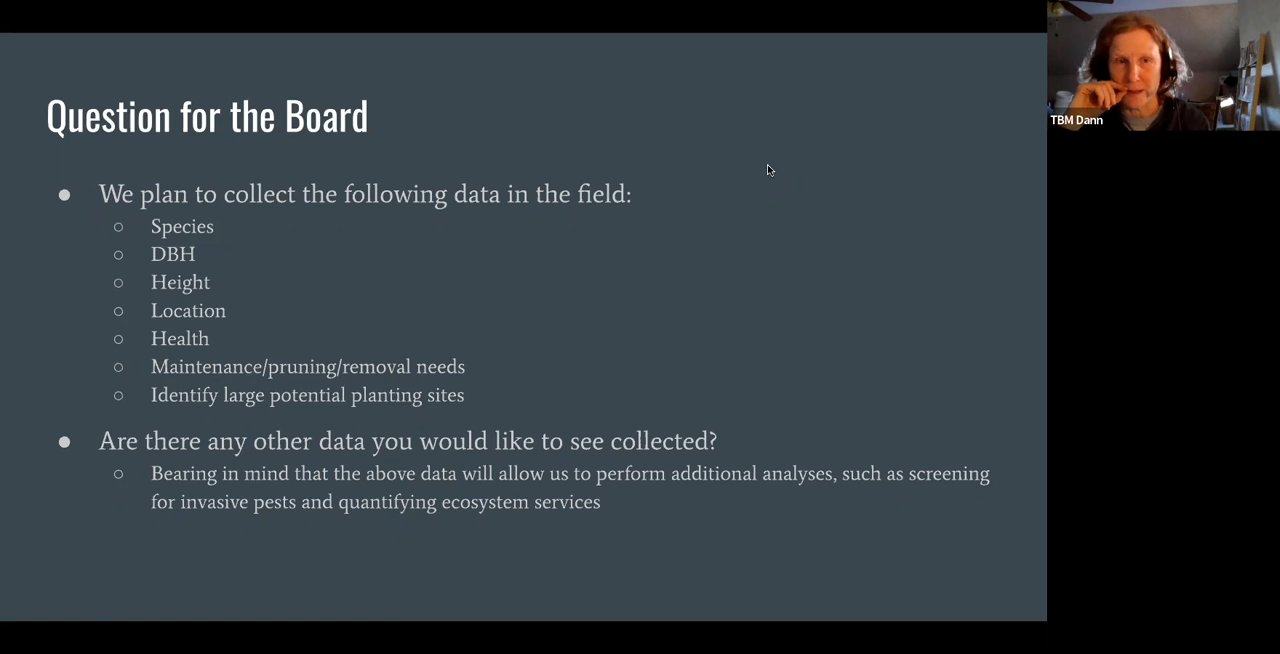 Question for the Board
● We plan to collect the following data in the field:
○ Species
○ DBH
○ Height
○ Location
○ Health
○ Maintenance/pruning/removal needs
○ Identify large potential planting sites
● Are there any other data you would like to see collected?
○ Bearing in mind that the above data will allow us to perform additional analyses, such as screening
for invasive pests and quantifying ecosystem services
TBM Dann